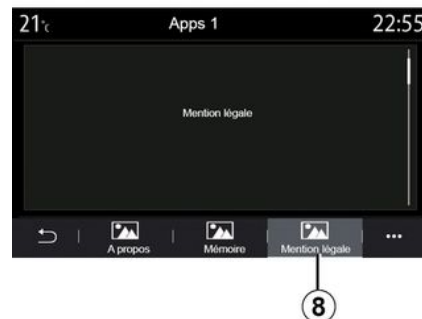 21°c Apps 1 22:55
Mention légale
A propos Mémoire Mention légale •••
8